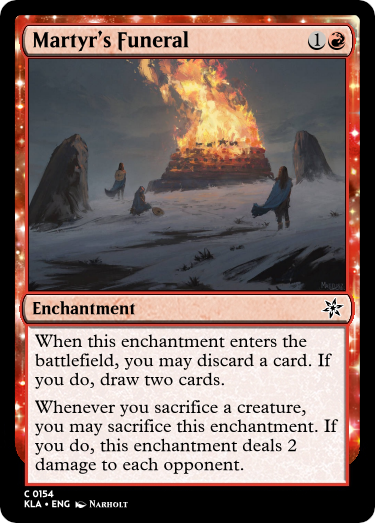 Martyr's Funeral 1
Enchantment
When this enchantment enters the
battlefield, you may discard a card. If
you do, draw two cards.
Whenever you sacrifice a creature,
you may sacrifice this enchantment. If
you do, this enchantment deals 2
damage to each opponent.
C 0154
KLA • ENG Narholt